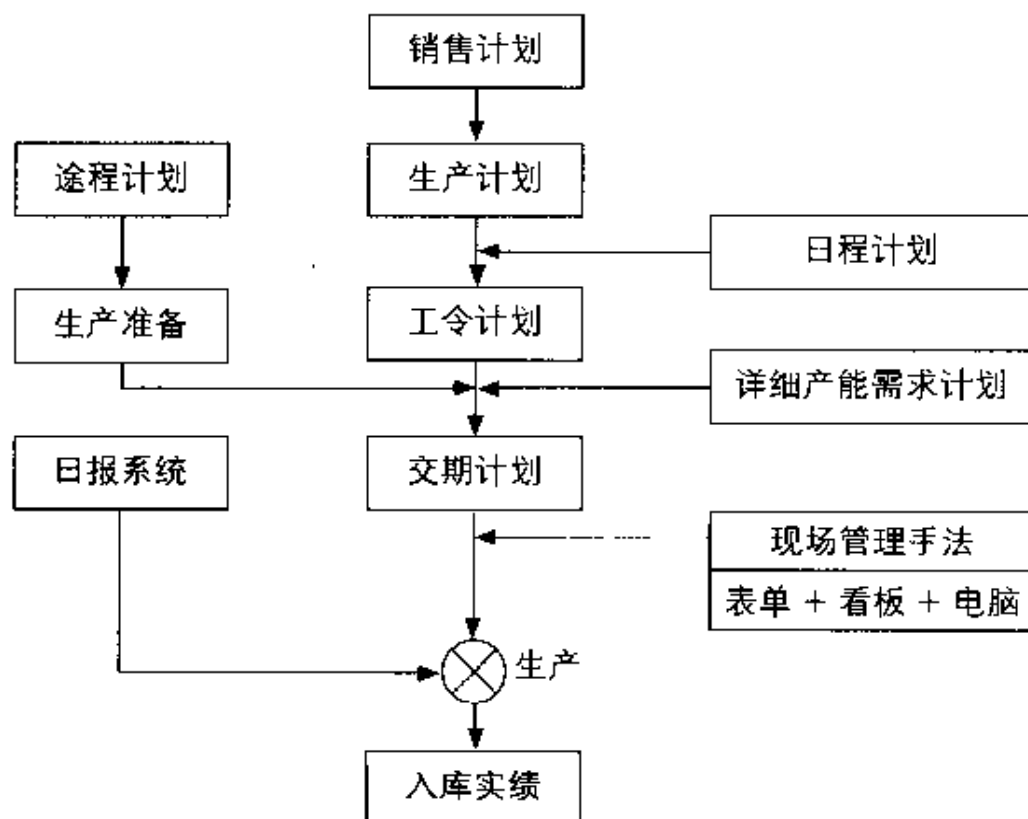 销售计划
途程计划
生产计划
日程计划
生产准备
工令计划
详细产能需求计划
日报系统
交期计划
现场管理手法
表单 + 看板 + 电脑
生产
入库实绩